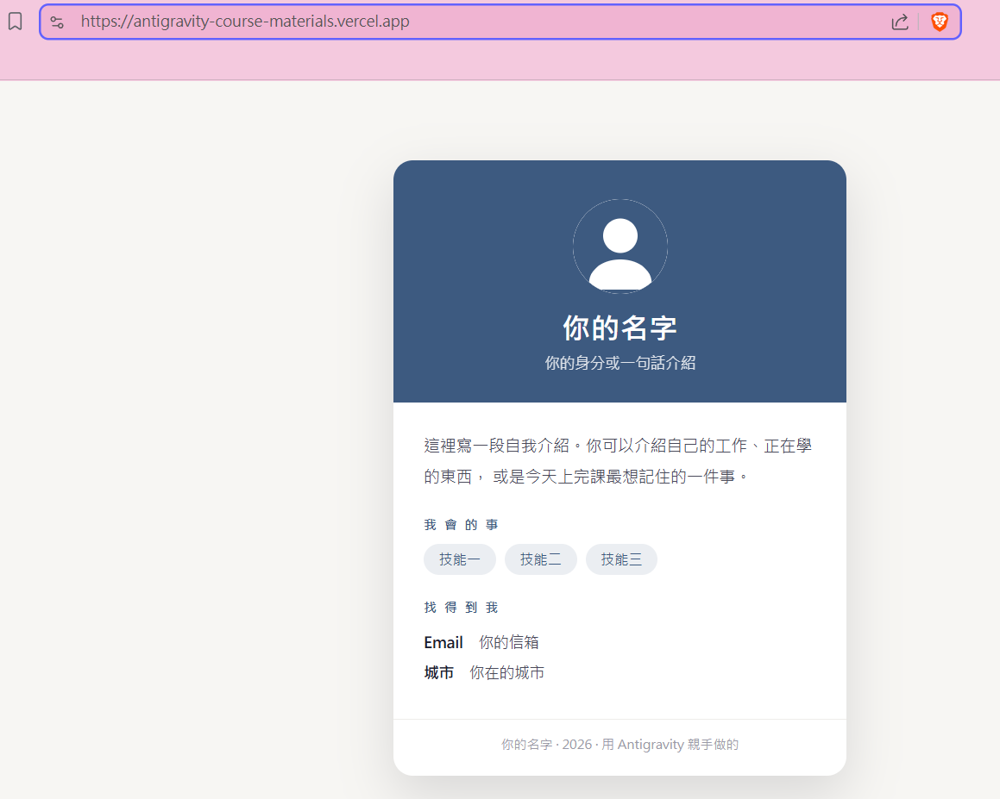 https://antigravity-course-materials.vercel.app
你的名字
你的身分或一句話介紹
這裡寫一段自我介紹。你可以介紹自己的工作、正在學
的東西， 或是今天上完課最想記住的一件事。
我會的事
技能一 技能二 技能三
找得到我
Email 你的信箱
城市 你在的城市
你的名字 · 2026 · 用 Antigravity 親手做的